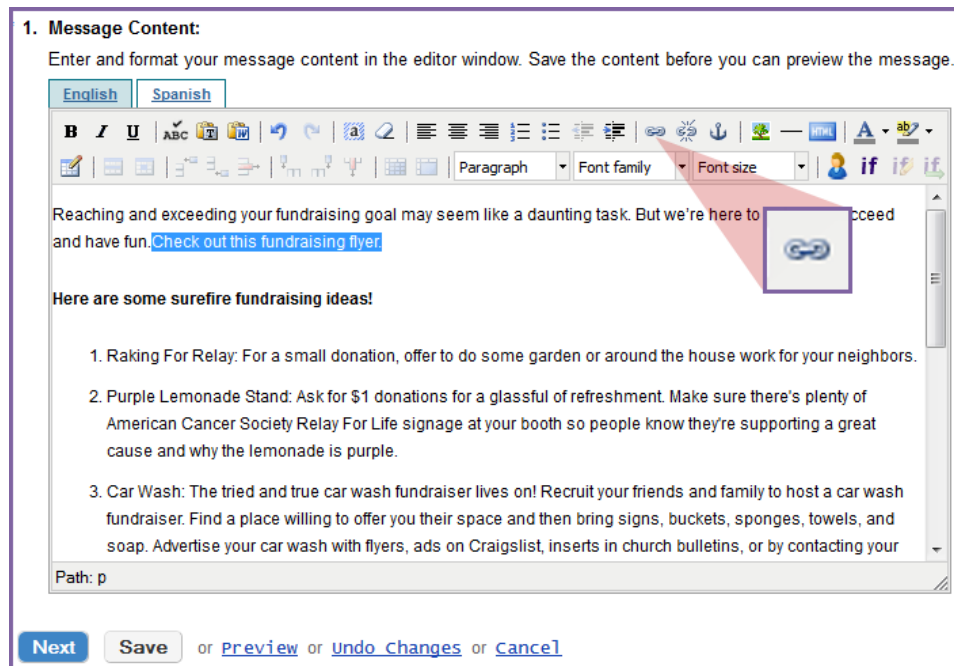 1. Message Content:
Enter and format your message content in the editor window. Save the content before you can preview the message.
English Spanish
B I U ABC T W a HTML A ab
Paragraph Font family Font size if if if
Reaching and exceeding your fundraising goal may seem like a daunting task. But we're here to cceed
and have fun.Check out this fundraising flyer.
Here are some surefire fundraising ideas!
1. Raking For Relay: For a small donation, offer to do some garden or around the house work for your neighbors.
2. Purple Lemonade Stand: Ask for $1 donations for a glassful of refreshment. Make sure there's plenty of
American Cancer Society Relay For Life signage at your booth so people know they're supporting a great
cause and why the lemonade is purple.
3. Car Wash: The tried and true car wash fundraiser lives on! Recruit your friends and family to host a car wash
fundraiser. Find a place willing to offer you their space and then bring signs, buckets, sponges, towels, and
soap. Advertise your car wash with flyers, ads on Craigslist, inserts in church bulletins, or by contacting your
Path: p
Next Save or Preview or Undo Changes or Cancel